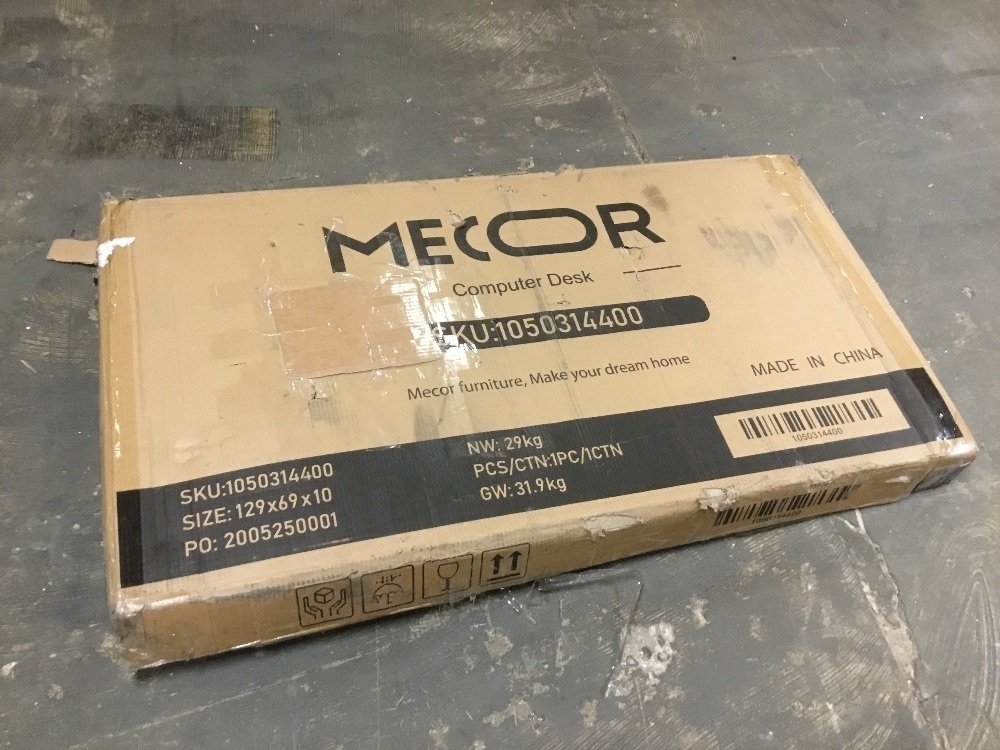 MECOR
Computer Desk
SKU:1050314400
Mecor furniture, Make your dream home
MADE IN CHINA
1050314400
SKU:1050314400
SIZE: 129x69x10
PO: 2005250001
NW: 29kg
PCS/CTN:1PC/1CTN
GW: 31.9kg
1050314400